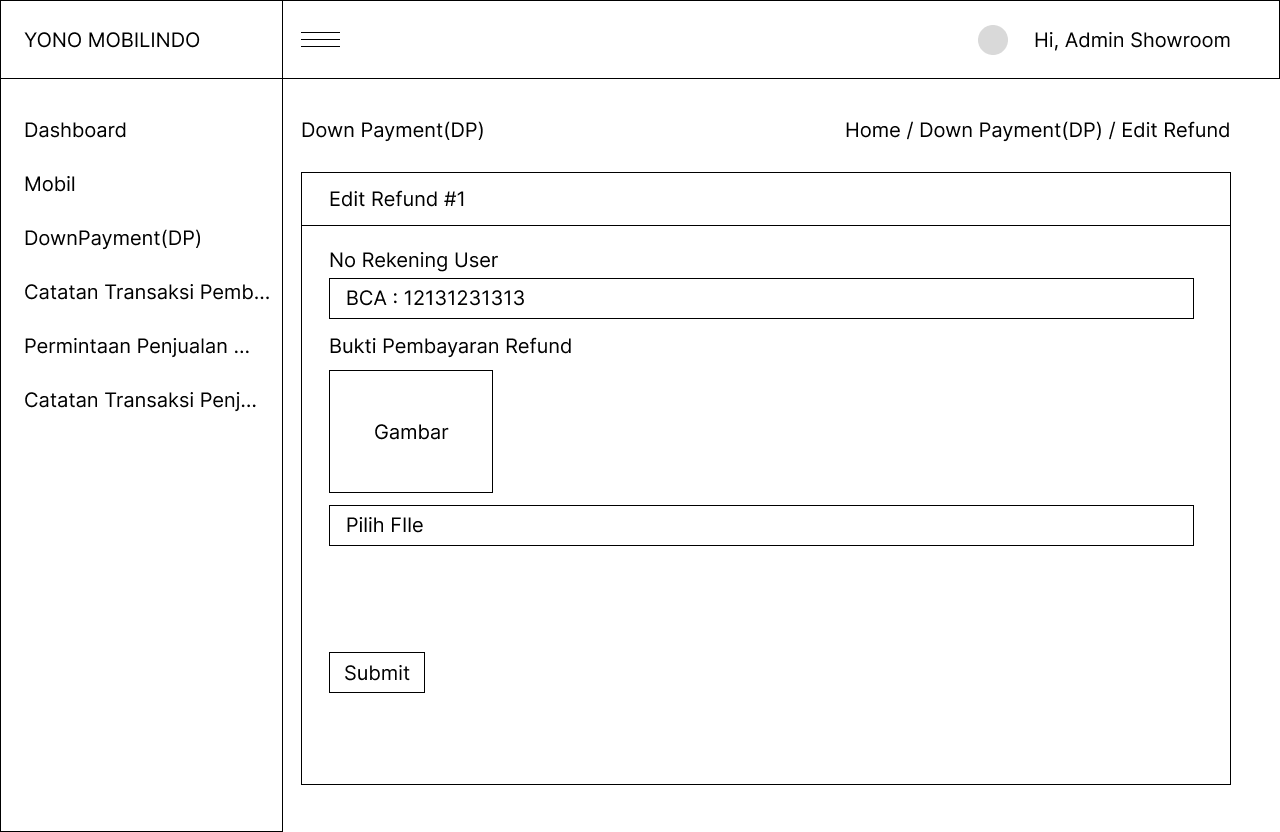 YONO MOBILINDO
Hi, Admin Showroom
Dashboard
Mobil
DownPayment(DP)
Catatan Transaksi Pemb...
Permintaan Penjualan ...
Catatan Transaksi Penj...
Down Payment(DP)
Home / Down Payment(DP) / Edit Refund
Edit Refund #1
No Rekening User
BCA : 12131231313
Bukti Pembayaran Refund
Gambar
Pilih FIle
Submit